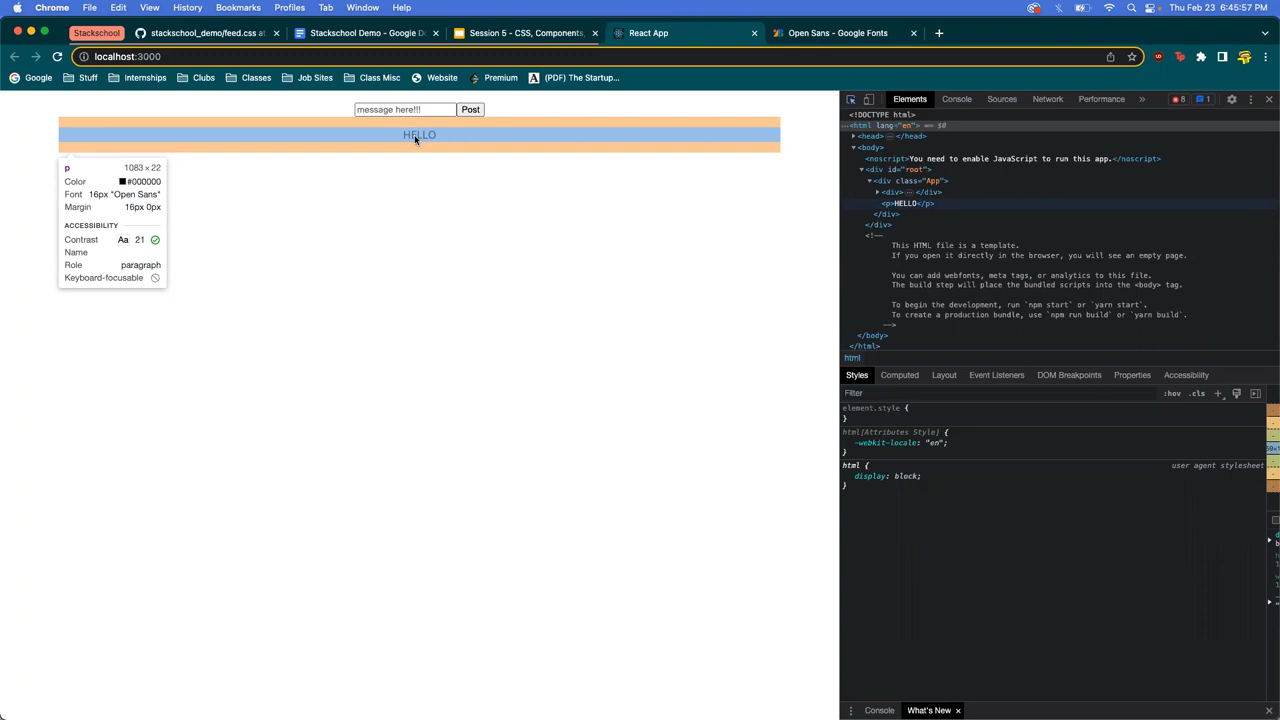 Chrome File Edit View History Bookmarks Profiles Tab Window Help Thu Feb 23 6:45:57 PM
Stackschool stackschool_demo/feed.css at Stackschool Demo - Google D Session 5 - CSS, Components, React App Open Sans - Google Fonts
localhost:3000
Google Stuff Internships Clubs Classes Job Sites Class Misc Website Premium (PDF) The Startup...
message here!!! Post
HELLO
p 1083 × 22
Color #000000
Font 16px "Open Sans"
Margin 16px 0px
ACCESSIBILITY
Contrast Aa 21
Name
Role paragraph
Keyboard-focusable
Elements Console Sources Network Performance » 8 1
<!DOCTYPE html>
<html lang="en"> == $0
<head> … </head>
<body>
<noscript>You need to enable JavaScript to run this app.</noscript>
<div id="root">
<div class="App">
<div> … </div>
<p>HELLO</p>
</div>
</div>
<!--
This HTML file is a template.
If you open it directly in the browser, you will see an empty page.
You can add webfonts, meta tags, or analytics to this file.
The build step will place the bundled scripts into the <body> tag.
To begin the development, run `npm start` or `yarn start`.
To create a production bundle, use `npm run build` or `yarn build`.
-->
</body>
</html>
html
Styles Computed Layout Event Listeners DOM Breakpoints Properties Accessibility
Filter :hov .cls +
element.style {
}
html[Attributes Style] {
-webkit-locale: "en";
}
html { user agent stylesheet
display: block;
}
Console What's New ×